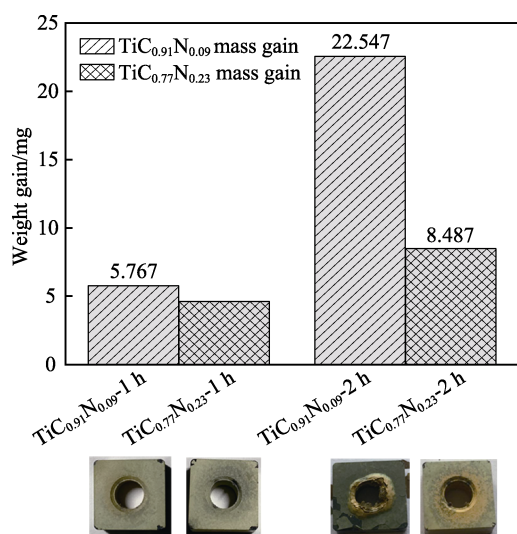 25
20
15
10
5
0
Weight gain/mg
TiC₀.₉₁N₀.₀₉ mass gain
TiC₀.₇₇N₀.₂₃ mass gain
22.547
8.487
5.767
TiC₀.₉₁N₀.₀₉-1 h
TiC₀.₇₇N₀.₂₃-1 h
TiC₀.₉₁N₀.₀₉-2 h
TiC₀.₇₇N₀.₂₃-2 h